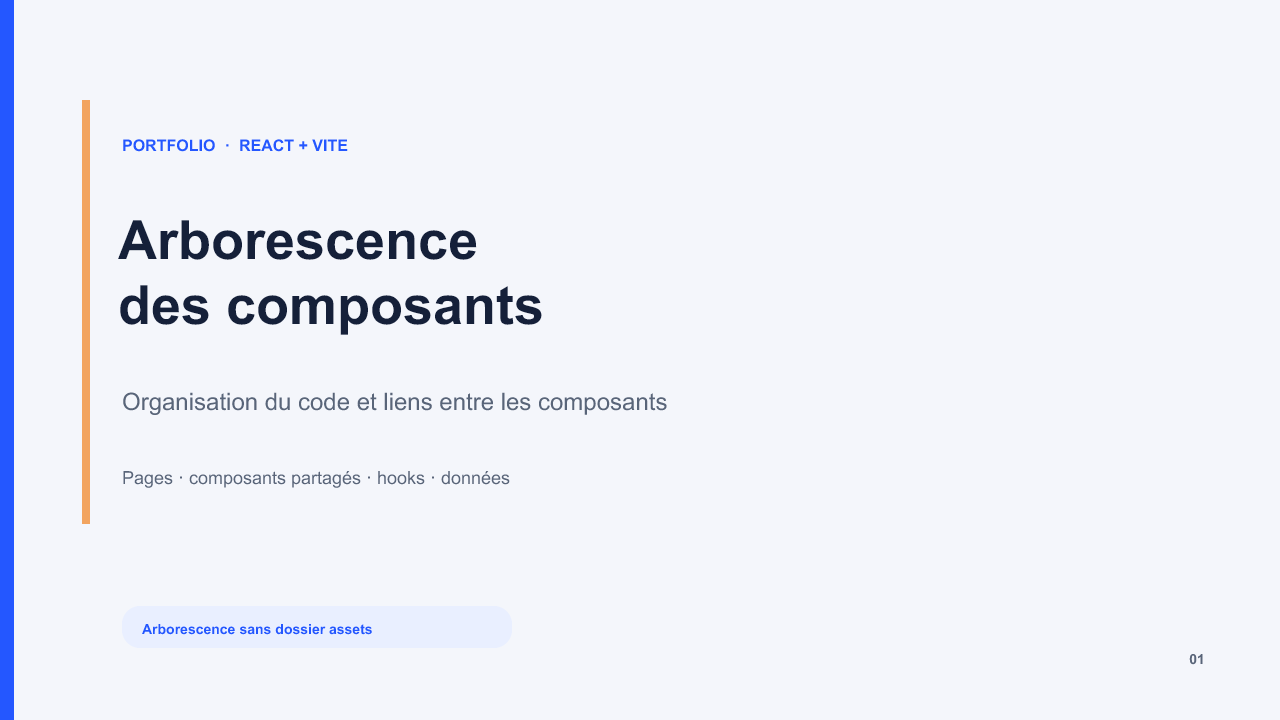 PORTFOLIO · REACT + VITE
Arborescence
des composants
Organisation du code et liens entre les composants
Pages · composants partagés · hooks · données
Arborescence sans dossier assets
01